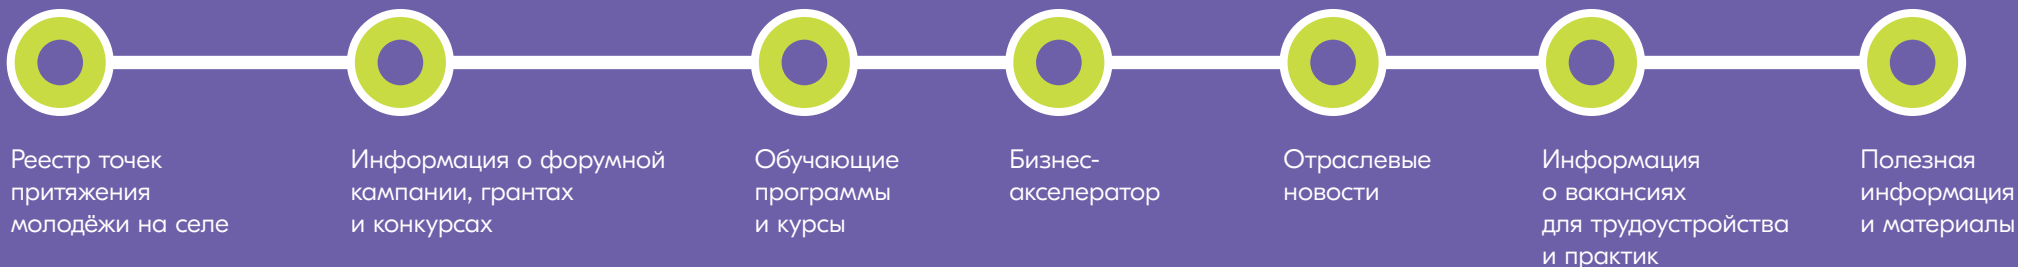 Реестр точек
притяжения
молодёжи на селе
Информация о форумной
кампании, грантах
и конкурсах
Обучающие
программы
и курсы
Бизнес-
акселератор
Отраслевые
новости
Информация
о вакансиях
для трудоустройства
и практик
Полезная
информация
и материалы